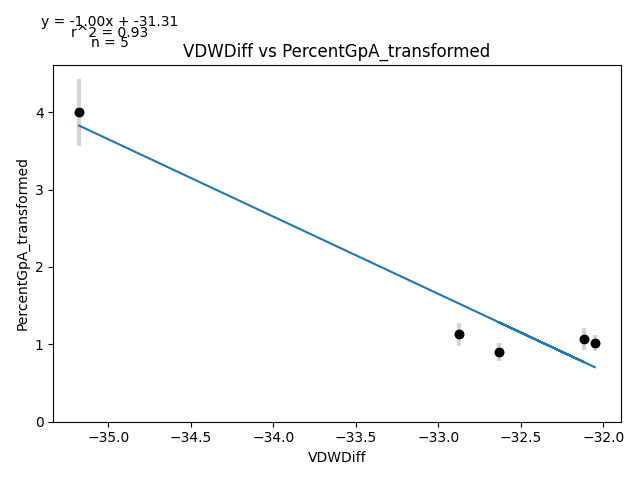 y = -1.00x + -31.31
r^2 = 0.93
n = 5
VDWDiff vs PercentGpA_transformed
PercentGpA_transformed
4
3
2
1
0
−35.0 −34.5 −34.0 −33.5 −33.0 −32.5 −32.0
VDWDiff